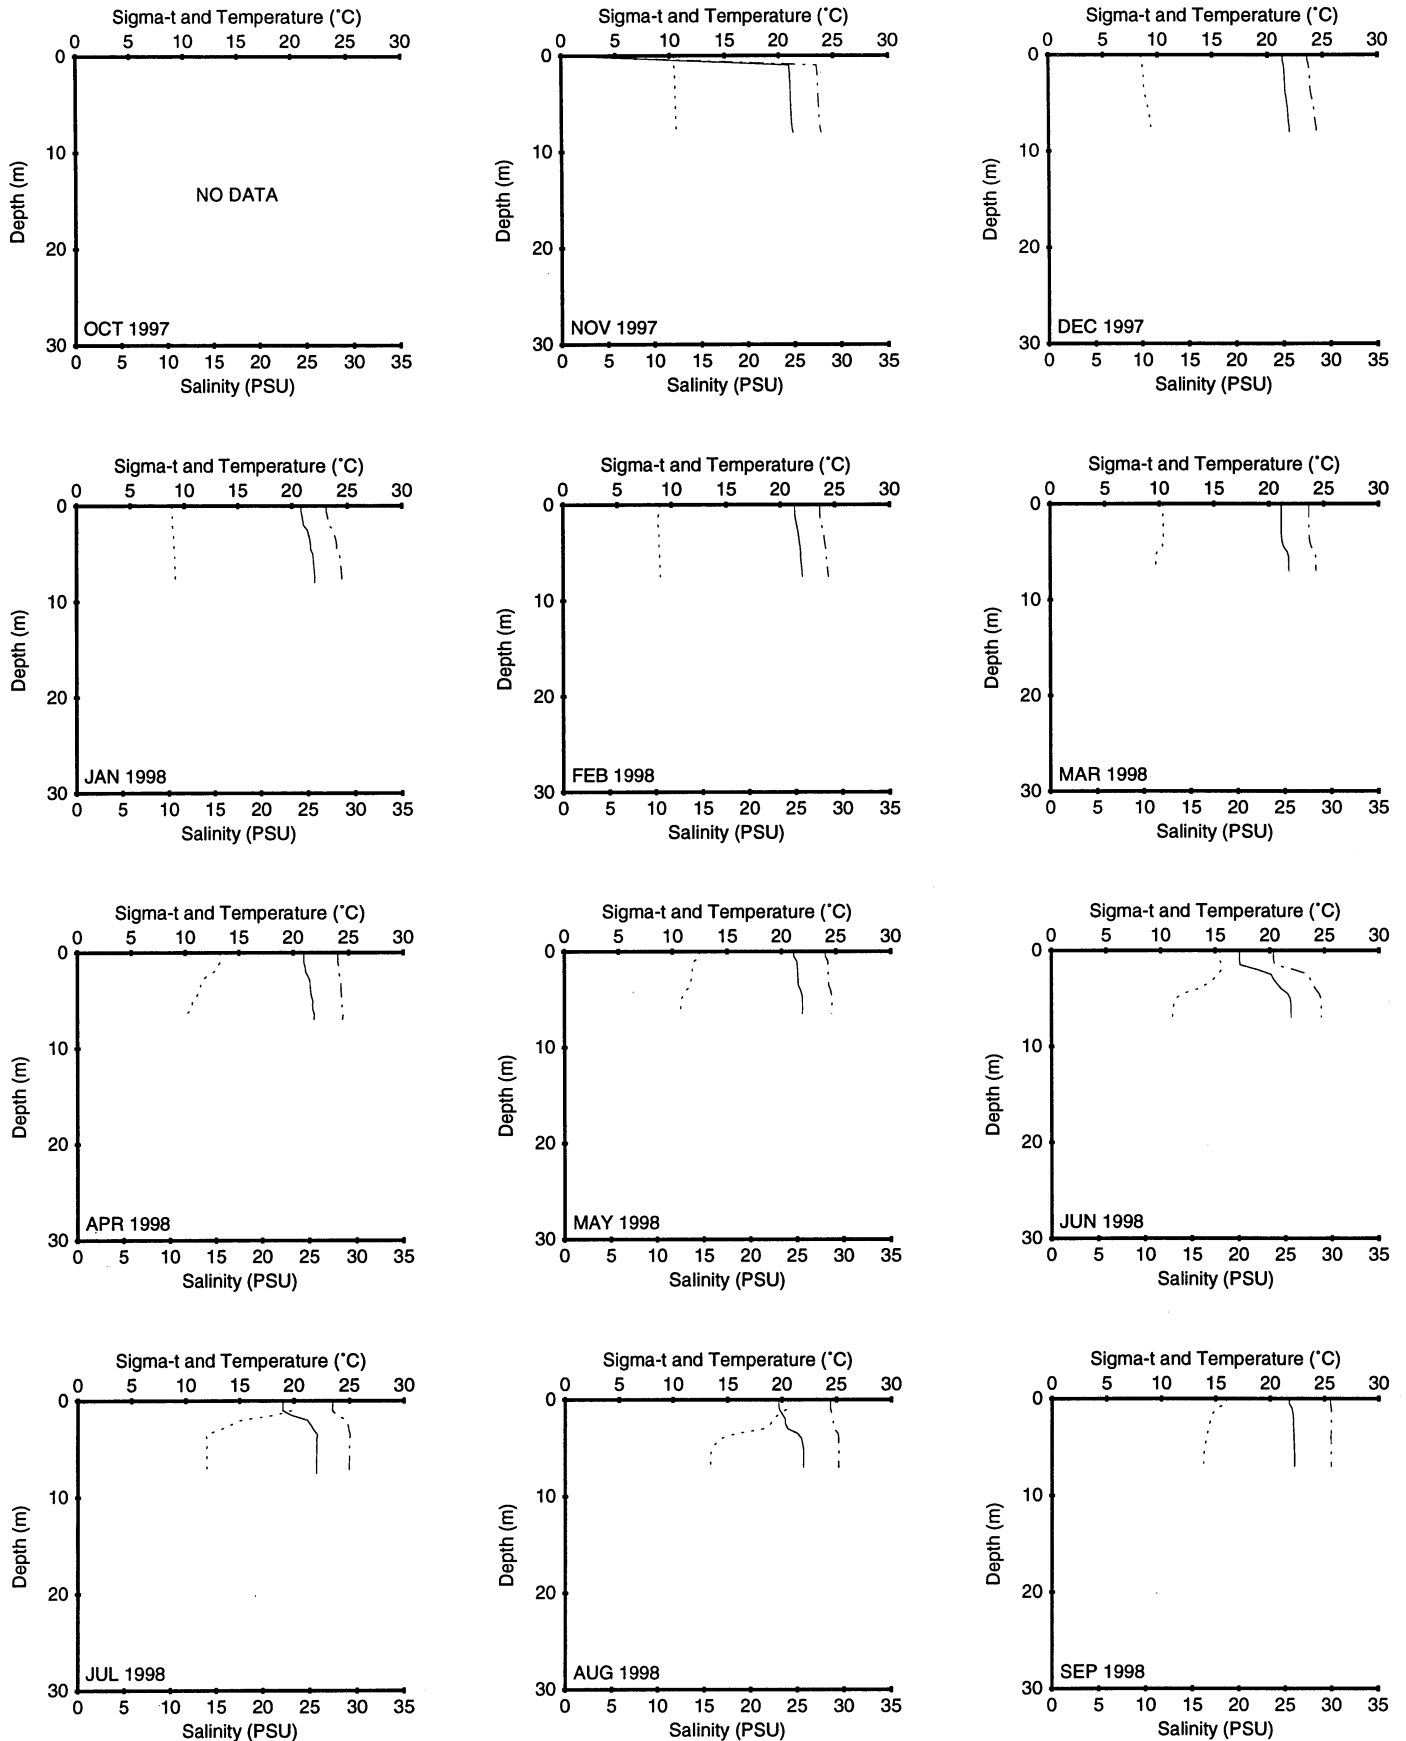 Sigma-t and Temperature (˚C)
0 5 10 15 20 25 30
0
10
20
30
Depth (m)
NO DATA
OCT 1997
0 5 10 15 20 25 30 35
Salinity (PSU)
Sigma-t and Temperature (˚C)
0 5 10 15 20 25 30
0
10
20
30
Depth (m)
NOV 1997
0 5 10 15 20 25 30 35
Salinity (PSU)
Sigma-t and Temperature (˚C)
0 5 10 15 20 25 30
0
10
20
30
Depth (m)
DEC 1997
0 5 10 15 20 25 30 35
Salinity (PSU)
Sigma-t and Temperature (˚C)
0 5 10 15 20 25 30
0
10
20
30
Depth (m)
JAN 1998
0 5 10 15 20 25 30 35
Salinity (PSU)
Sigma-t and Temperature (˚C)
0 5 10 15 20 25 30
0
10
20
30
Depth (m)
FEB 1998
0 5 10 15 20 25 30 35
Salinity (PSU)
Sigma-t and Temperature (˚C)
0 5 10 15 20 25 30
0
10
20
30
Depth (m)
MAR 1998
0 5 10 15 20 25 30 35
Salinity (PSU)
Sigma-t and Temperature (˚C)
0 5 10 15 20 25 30
0
10
20
30
Depth (m)
APR 1998
0 5 10 15 20 25 30 35
Salinity (PSU)
Sigma-t and Temperature (˚C)
0 5 10 15 20 25 30
0
10
20
30
Depth (m)
MAY 1998
0 5 10 15 20 25 30 35
Salinity (PSU)
Sigma-t and Temperature (˚C)
0 5 10 15 20 25 30
0
10
20
30
Depth (m)
JUN 1998
0 5 10 15 20 25 30 35
Salinity (PSU)
Sigma-t and Temperature (˚C)
0 5 10 15 20 25 30
0
10
20
30
Depth (m)
JUL 1998
0 5 10 15 20 25 30 35
Salinity (PSU)
Sigma-t and Temperature (˚C)
0 5 10 15 20 25 30
0
10
20
30
Depth (m)
AUG 1998
0 5 10 15 20 25 30 35
Salinity (PSU)
Sigma-t and Temperature (˚C)
0 5 10 15 20 25 30
0
10
20
30
Depth (m)
SEP 1998
0 5 10 15 20 25 30 35
Salinity (PSU)